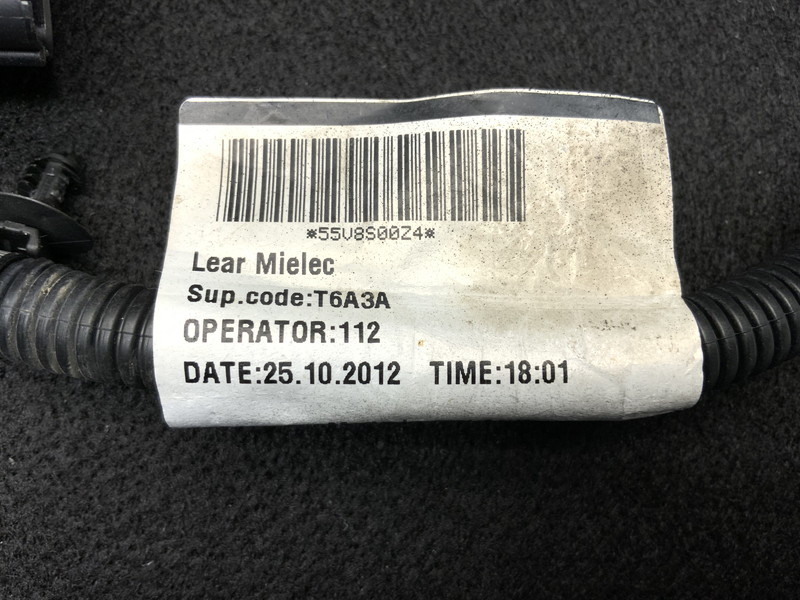 *55V8S00Z4*
Lear Mielec
Sup.code:T6A3A
OPERATOR:112
DATE:25.10.2012 TIME:18:01